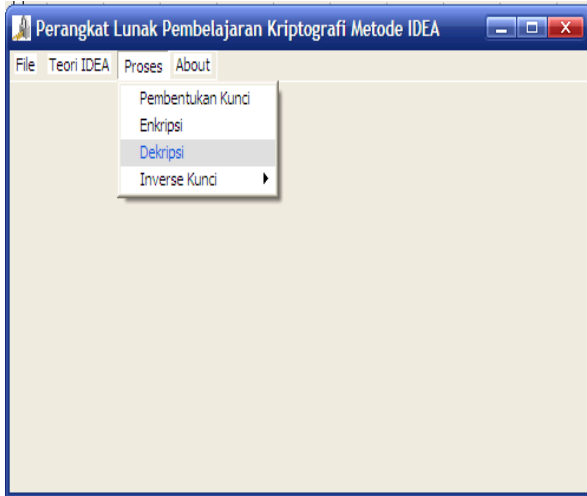 Perangkat Lunak Pembelajaran Kriptografi Metode IDEA
File Teori IDEA Proses About
Pembentukan Kunci
Enkripsi
Dekripsi
Inverse Kunci